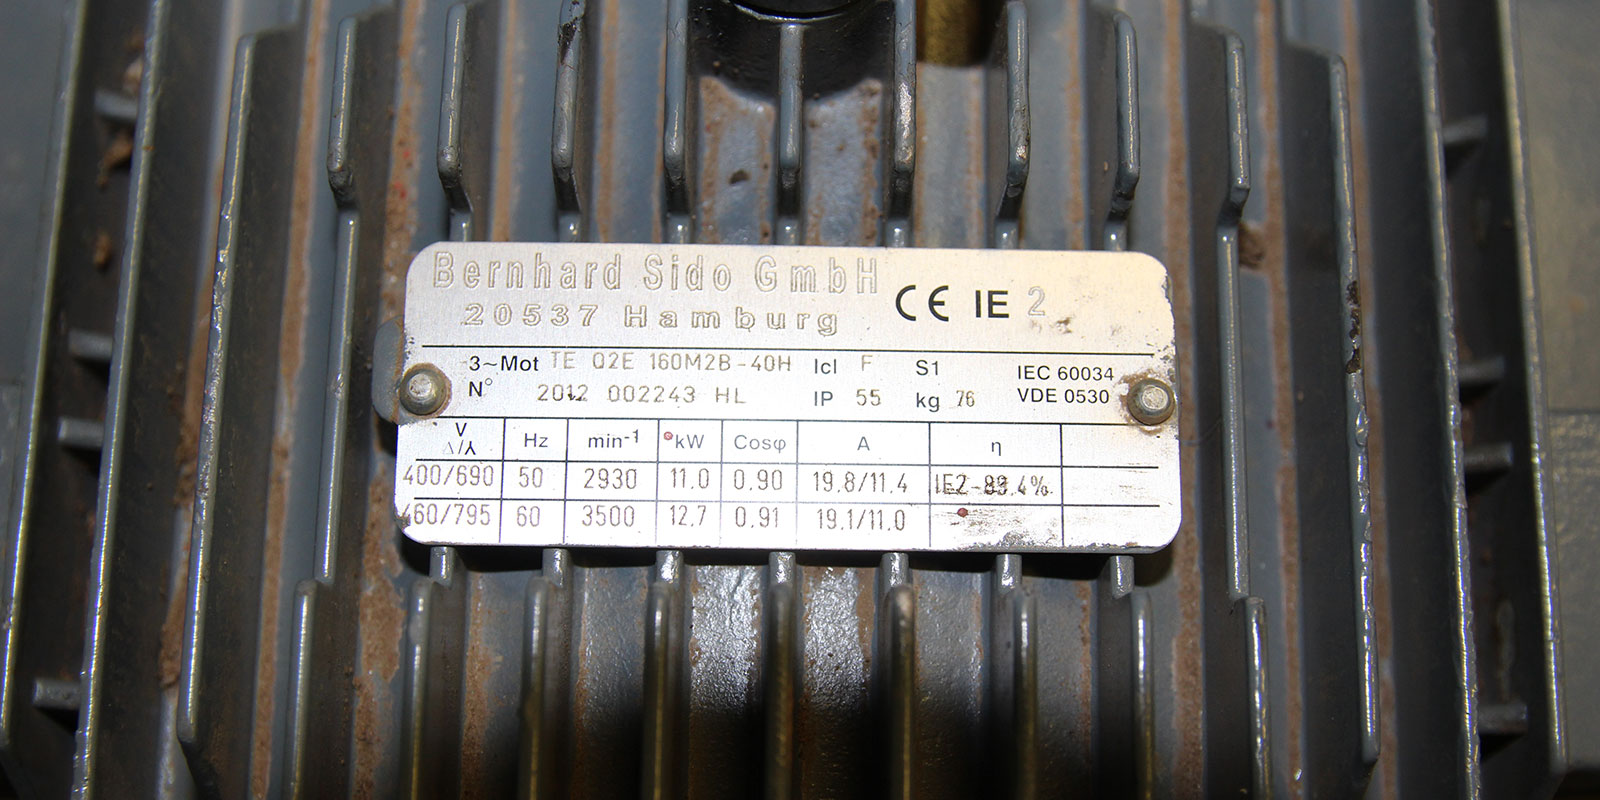 Bernhard Sido GmbH
20537 Hamburg
CE IE 2
3~Mot TE Q2E 160M2B-40H Icl F S1 IEC 60034
N° 2012 002243 HL IP 55 kg 76 VDE 0530
V Δ/⅄ Hz min⁻¹ kW Cosφ A η
400/690 50 2930 11.0 0.90 19.8/11.4 IE2-89.4%
460/795 60 3500 12.7 0.91 19.1/11.0